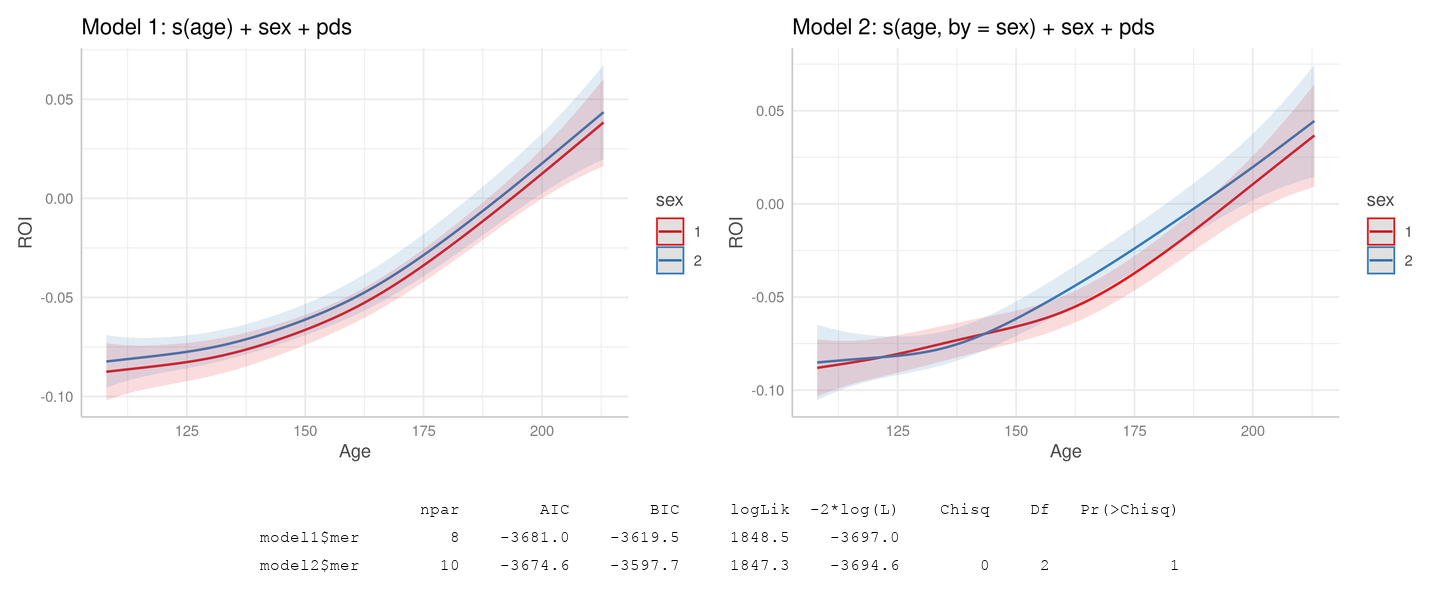 Model 1: s(age) + sex + pds
ROI
0.05
0.00
-0.05
-0.10
125 150 175 200
Age
sex
1
2
Model 2: s(age, by = sex) + sex + pds
ROI
0.05
0.00
-0.05
-0.10
125 150 175 200
Age
sex
1
2
npar AIC BIC logLik -2*log(L) Chisq Df Pr(>Chisq)
model1$mer 8 -3681.0 -3619.5 1848.5 -3697.0
model2$mer 10 -3674.6 -3597.7 1847.3 -3694.6 0 2 1